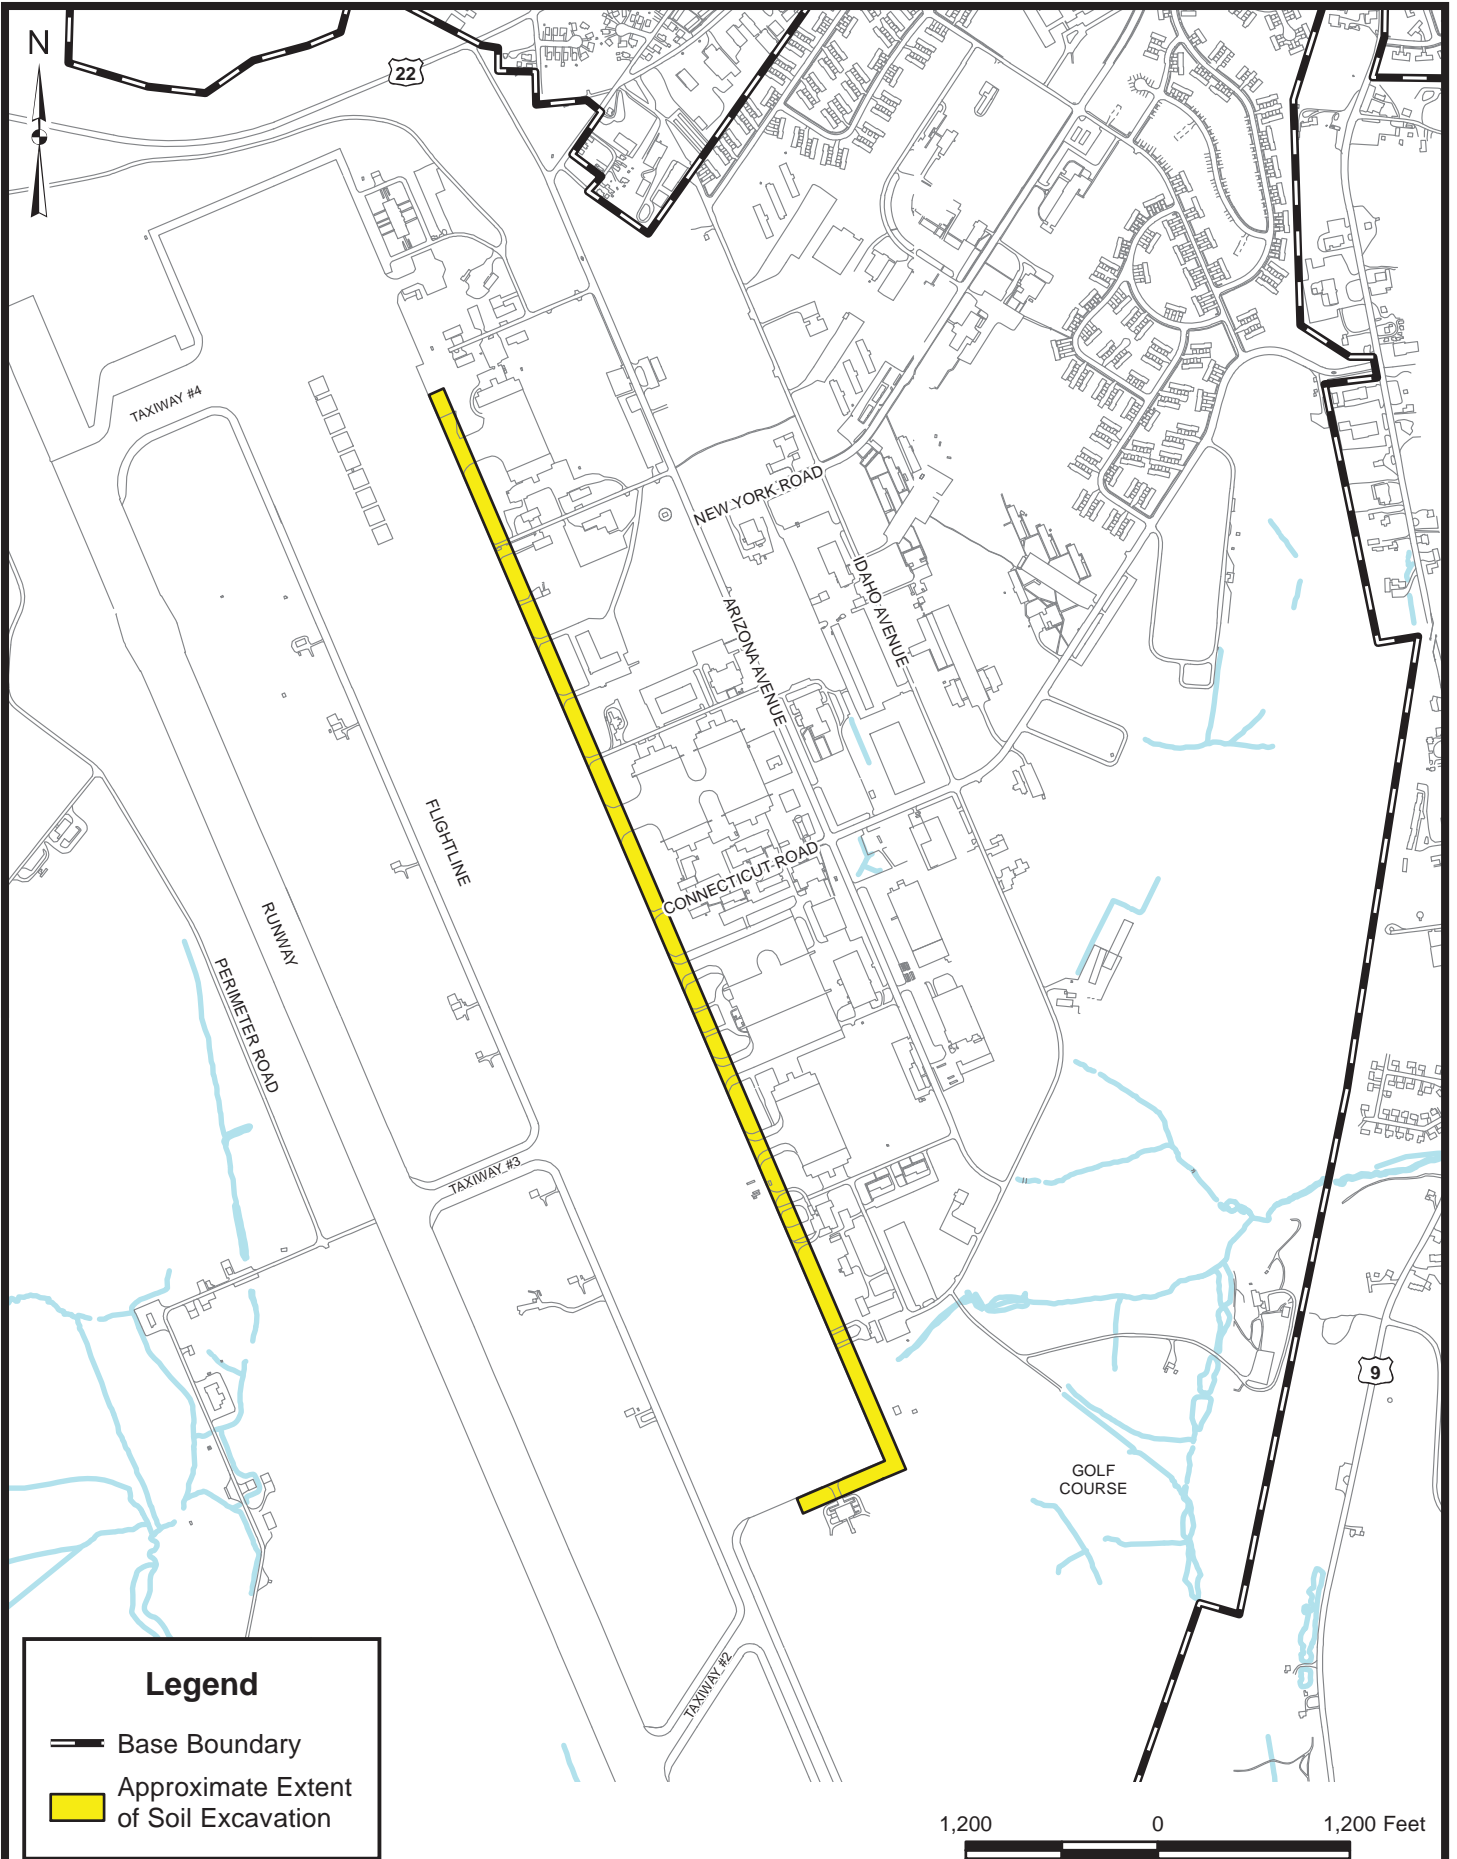 N
22
TAXIWAY #4
NEW YORK ROAD
IDAHO AVENUE
ARIZONA AVENUE
FLIGHTLINE
CONNECTICUT ROAD
RUNWAY
PERIMETER ROAD
TAXIWAY #3
9
GOLF
COURSE
TAXIWAY #2
Legend
Base Boundary
Approximate Extent
of Soil Excavation
1,200 0 1,200 Feet